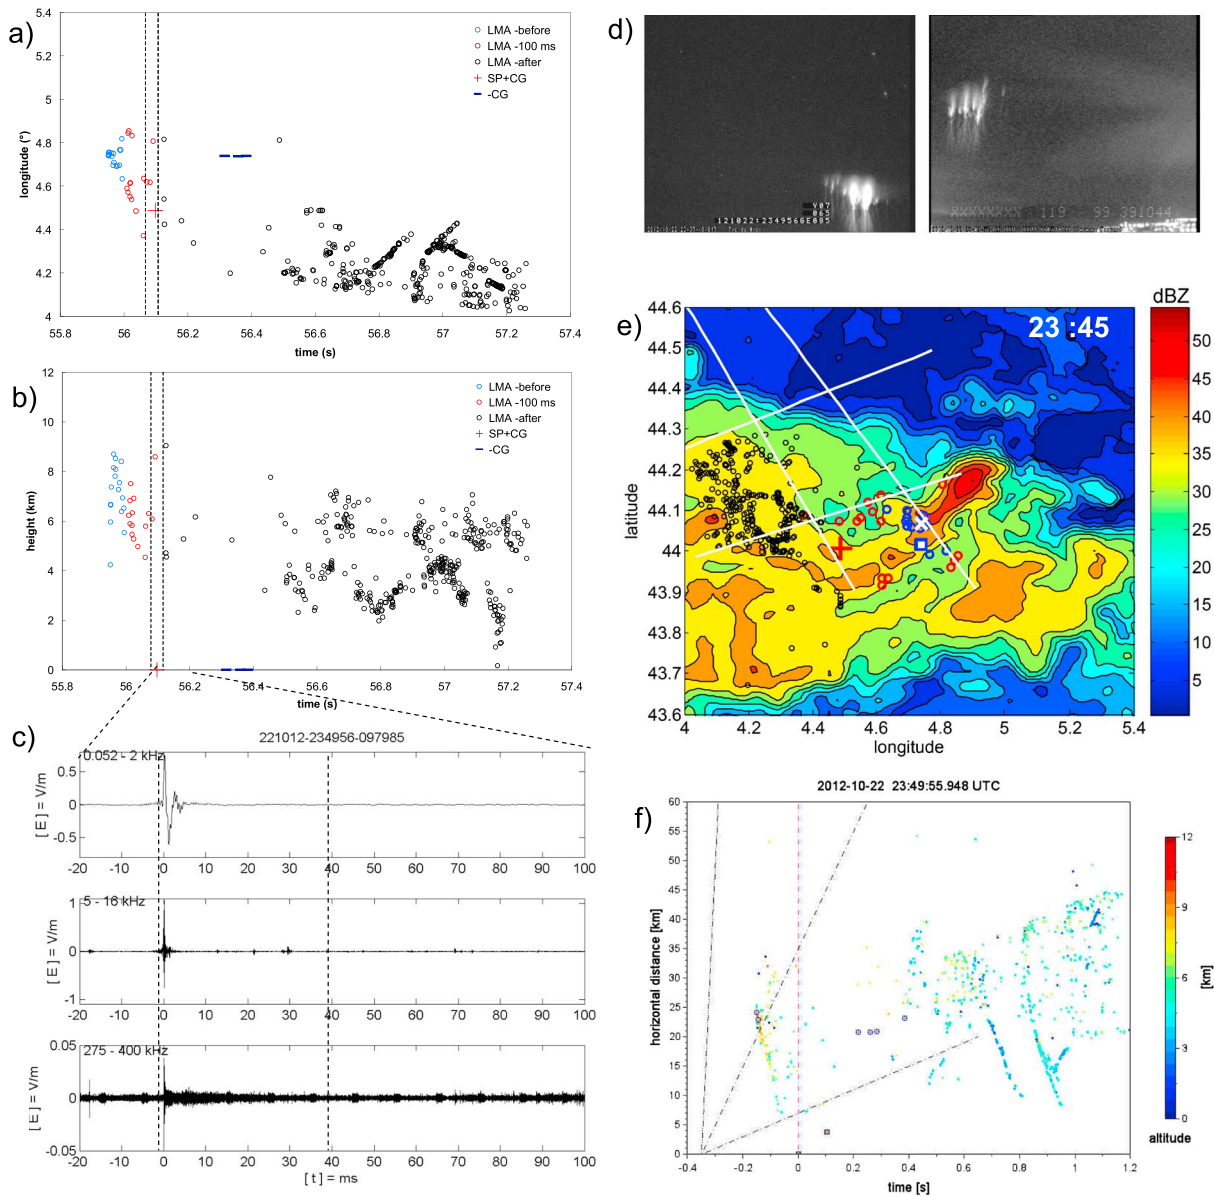 a)
5.4
5.2
5
4.8
4.6
4.4
4.2
4
longitude (°)
55.8 56 56.2 56.4 56.6 56.8 57 57.2 57.4
time (s)
LMA -before
LMA -100 ms
LMA -after
SP+CG
-CG
b)
12
10
8
6
4
2
0
height (km)
55.8 56 56.2 56.4 56.6 56.8 57 57.2 57.4
time (s)
LMA -before
LMA -100 ms
LMA -after
SP+CG
-CG
c)
221012-234956-097985
0.052 - 2 kHz
0.5
0
-0.5
[ E ] = V/m
-20 -10 0 10 20 30 40 50 60 70 80 90 100
5 - 16 kHz
1
0
-1
[ E ] = V/m
-20 -10 0 10 20 30 40 50 60 70 80 90 100
275 - 400 kHz
0.05
0
-0.05
[ E ] = V/m
-20 -10 0 10 20 30 40 50 60 70 80 90 100
[ t ] = ms
d)
V07
065
121022:2349566E085
XXXXXXXX 119 99 391044
e)
23 :45
44.6
44.5
44.4
44.3
44.2
44.1
44
43.9
43.8
43.7
43.6
latitude
4 4.2 4.4 4.6 4.8 5 5.2 5.4
longitude
dBZ
50
45
40
35
30
25
20
15
10
5
f)
2012-10-22 23:49:55.948 UTC
60
55
50
45
40
35
30
25
20
15
10
5
0
horizontal distance [km]
-0.4 -0.2 0 0.2 0.4 0.6 0.8 1 1.2
time [s]
12
9
6
3
0
[km]
altitude